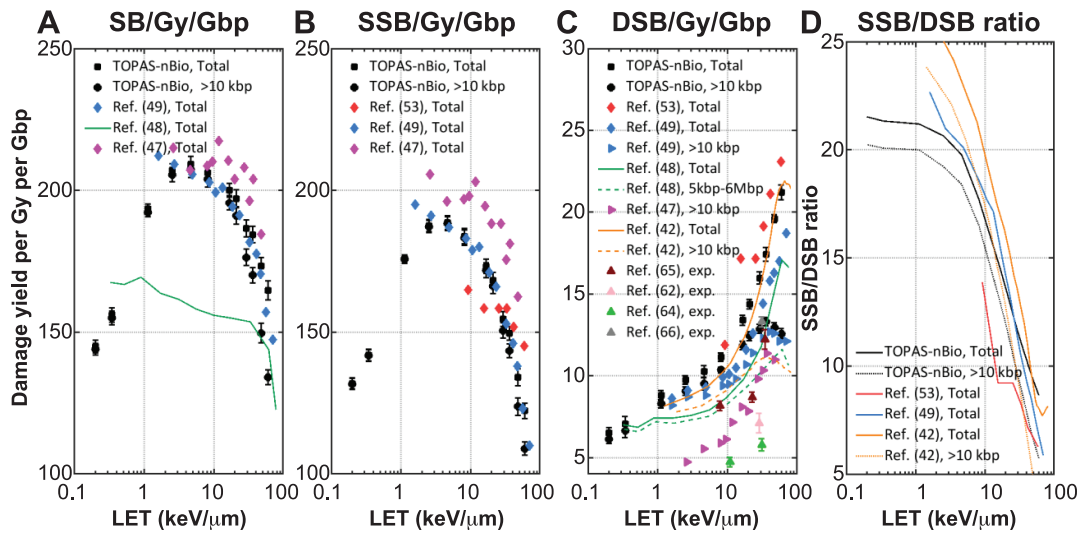 A SB/Gy/Gbp
B SSB/Gy/Gbp
C DSB/Gy/Gbp
D SSB/DSB ratio
Damage yield per Gy per Gbp
250
200
150
100
TOPAS-nBio, Total
TOPAS-nBio, >10 kbp
Ref. (49), Total
Ref. (48), Total
Ref. (47), Total
0.1 1 10 100
LET (keV/µm)
250
200
150
100
TOPAS-nBio, Total
TOPAS-nBio, >10 kbp
Ref. (53), Total
Ref. (49), Total
Ref. (47), Total
0.1 1 10 100
LET (keV/µm)
30
26
23
19
15
11
8
4
TOPAS-nBio, Total
TOPAS-nBio, >10 kbp
Ref. (53), Total
Ref. (49), Total
Ref. (49), >10 kbp
Ref. (48), Total
Ref. (48), 5kbp-6Mbp
Ref. (47), >10 kbp
Ref. (42), Total
Ref. (42), >10 kbp
Ref. (65), exp.
Ref. (62), exp.
Ref. (64), exp.
Ref. (66), exp.
0.1 1 10 100
LET (keV/µm)
SSB/DSB ratio
25
20
15
10
5
TOPAS-nBio, Total
TOPAS-nBio, >10 kbp
Ref. (53), Total
Ref. (49), Total
Ref. (42), Total
Ref. (42), >10 kbp
0.1 1 10 100
LET (keV/µm)